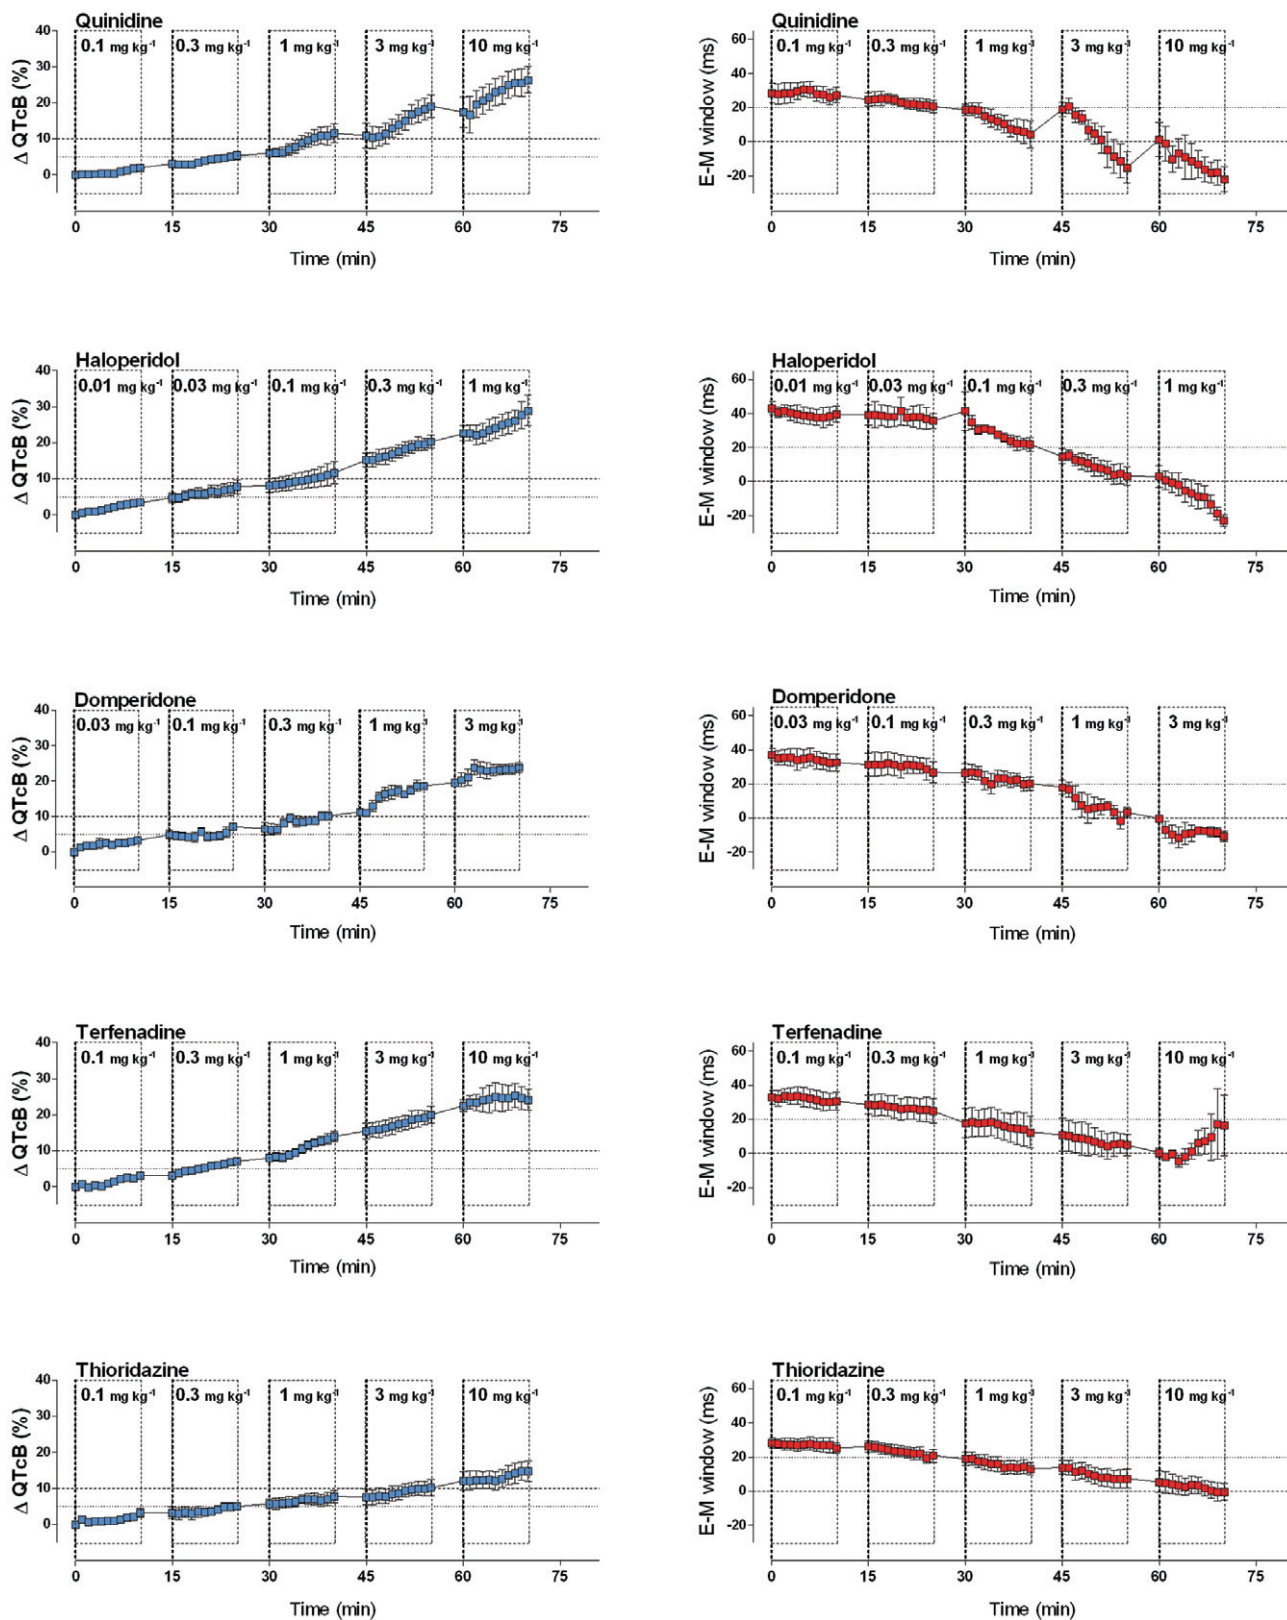 Quinidine
0.1 mg kg-1 0.3 mg kg-1 1 mg kg-1 3 mg kg-1 10 mg kg-1
Δ QTcB (%)
40
30
20
10
0
0 15 30 45 60 75
Time (min)
Quinidine
0.1 mg kg-1 0.3 mg kg-1 1 mg kg-1 3 mg kg-1 10 mg kg-1
E-M window (ms)
60
40
20
0
-20
0 15 30 45 60 75
Time (min)
Haloperidol
0.01 mg kg-1 0.03 mg kg-1 0.1 mg kg-1 0.3 mg kg-1 1 mg kg-1
Δ QTcB (%)
40
30
20
10
0
0 15 30 45 60 75
Time (min)
Haloperidol
0.01 mg kg-1 0.03 mg kg-1 0.1 mg kg-1 0.3 mg kg-1 1 mg kg-1
E-M window (ms)
60
40
20
0
-20
0 15 30 45 60 75
Time (min)
Domperidone
0.03 mg kg-1 0.1 mg kg-1 0.3 mg kg-1 1 mg kg-1 3 mg kg-1
Δ QTcB (%)
40
30
20
10
0
0 15 30 45 60 75
Time (min)
Domperidone
0.03 mg kg-1 0.1 mg kg-1 0.3 mg kg-1 1 mg kg-1 3 mg kg-1
E-M window (ms)
60
40
20
0
-20
0 15 30 45 60 75
Time (min)
Terfenadine
0.1 mg kg-1 0.3 mg kg-1 1 mg kg-1 3 mg kg-1 10 mg kg-1
Δ QTcB (%)
40
30
20
10
0
0 15 30 45 60 75
Time (min)
Terfenadine
0.1 mg kg-1 0.3 mg kg-1 1 mg kg-1 3 mg kg-1 10 mg kg-1
E-M window (ms)
60
40
20
0
-20
0 15 30 45 60 75
Time (min)
Thioridazine
0.1 mg kg-1 0.3 mg kg-1 1 mg kg-1 3 mg kg-1 10 mg kg-1
Δ QTcB (%)
40
30
20
10
0
0 15 30 45 60 75
Time (min)
Thioridazine
0.1 mg kg-1 0.3 mg kg-1 1 mg kg-1 3 mg kg-1 10 mg kg-1
E-M window (ms)
60
40
20
0
-20
0 15 30 45 60 75
Time (min)